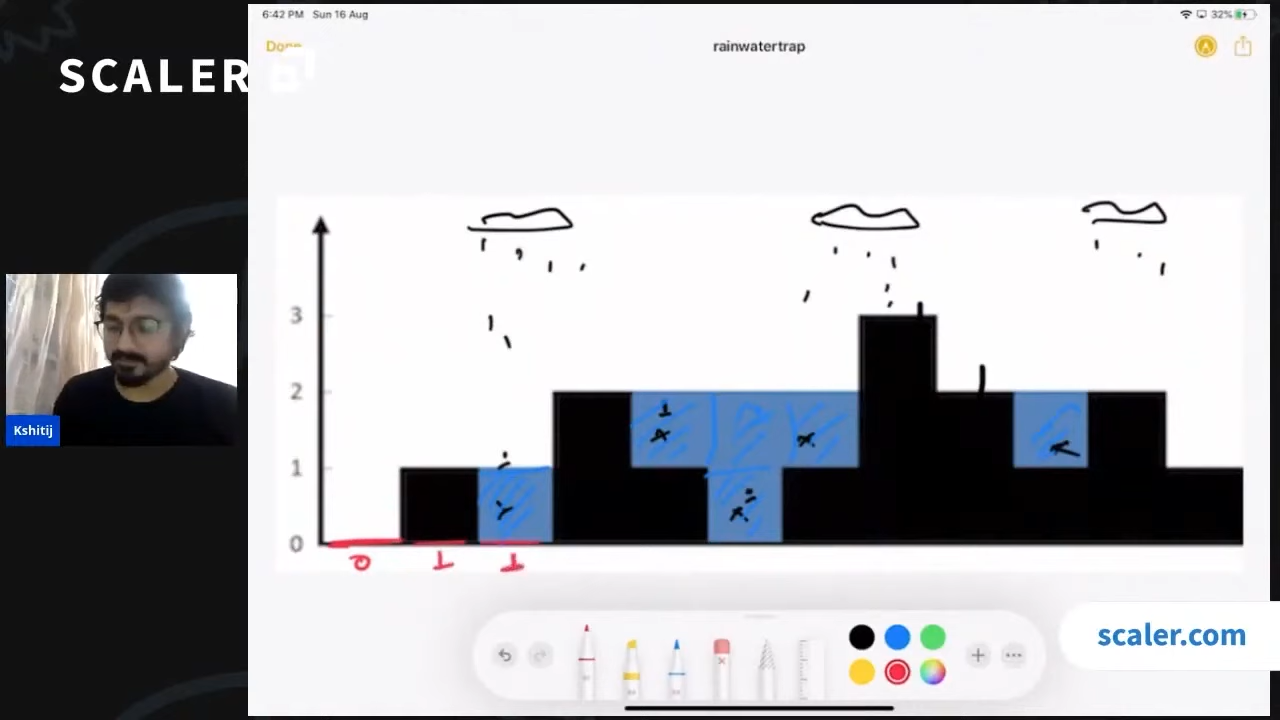 6:42 PM Sun 16 Aug
32%
Done
rainwatertrap
SCALER
3
2
1
0
0 1 1
Kshitij
scaler.com